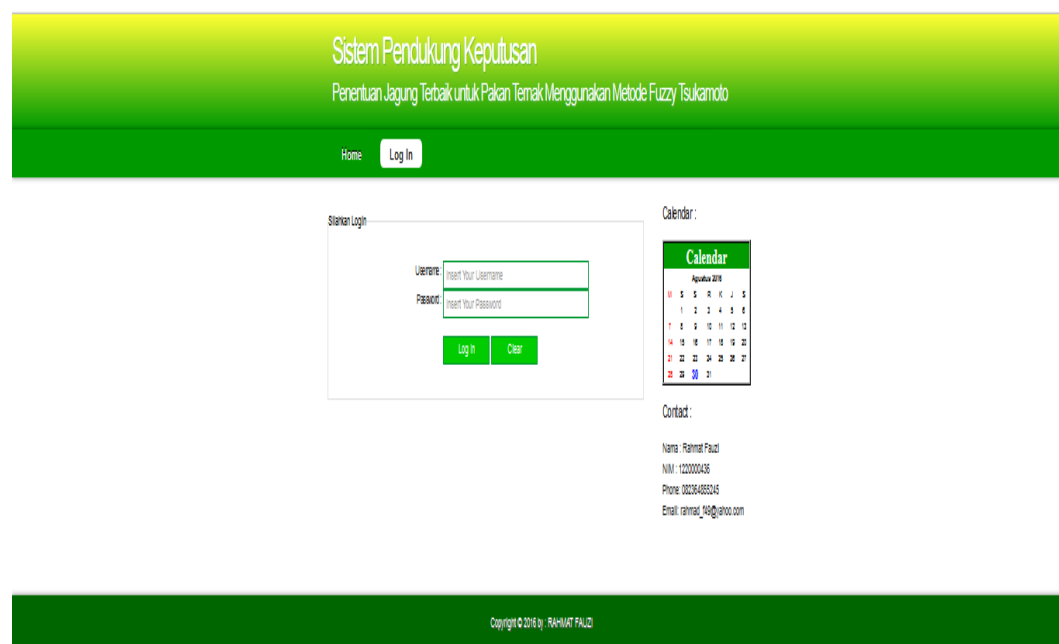 Sistem Pendukung Keputusan
Penentuan Jagung Terbaik untuk Pakan Ternak Menggunakan Metode Fuzzy Tsukamoto
Home Log In
Silahkan Login
Username : Insert Your Username
Password : Insert Your Password
Log In Clear
Calendar :
Calendar
Agustus 2016
M S S R K J S
1 2 3 4 5 6
7 8 9 10 11 12 13
14 15 16 17 18 19 20
21 22 23 24 25 26 27
28 29 30 31
Contact :
Nama : Rahmat Fauzi
NIM : 1220000436
Phone: 082364855245
Email: rahmad_f49@yahoo.com
Copyright © 2016 by : RAHMAT FAUZI